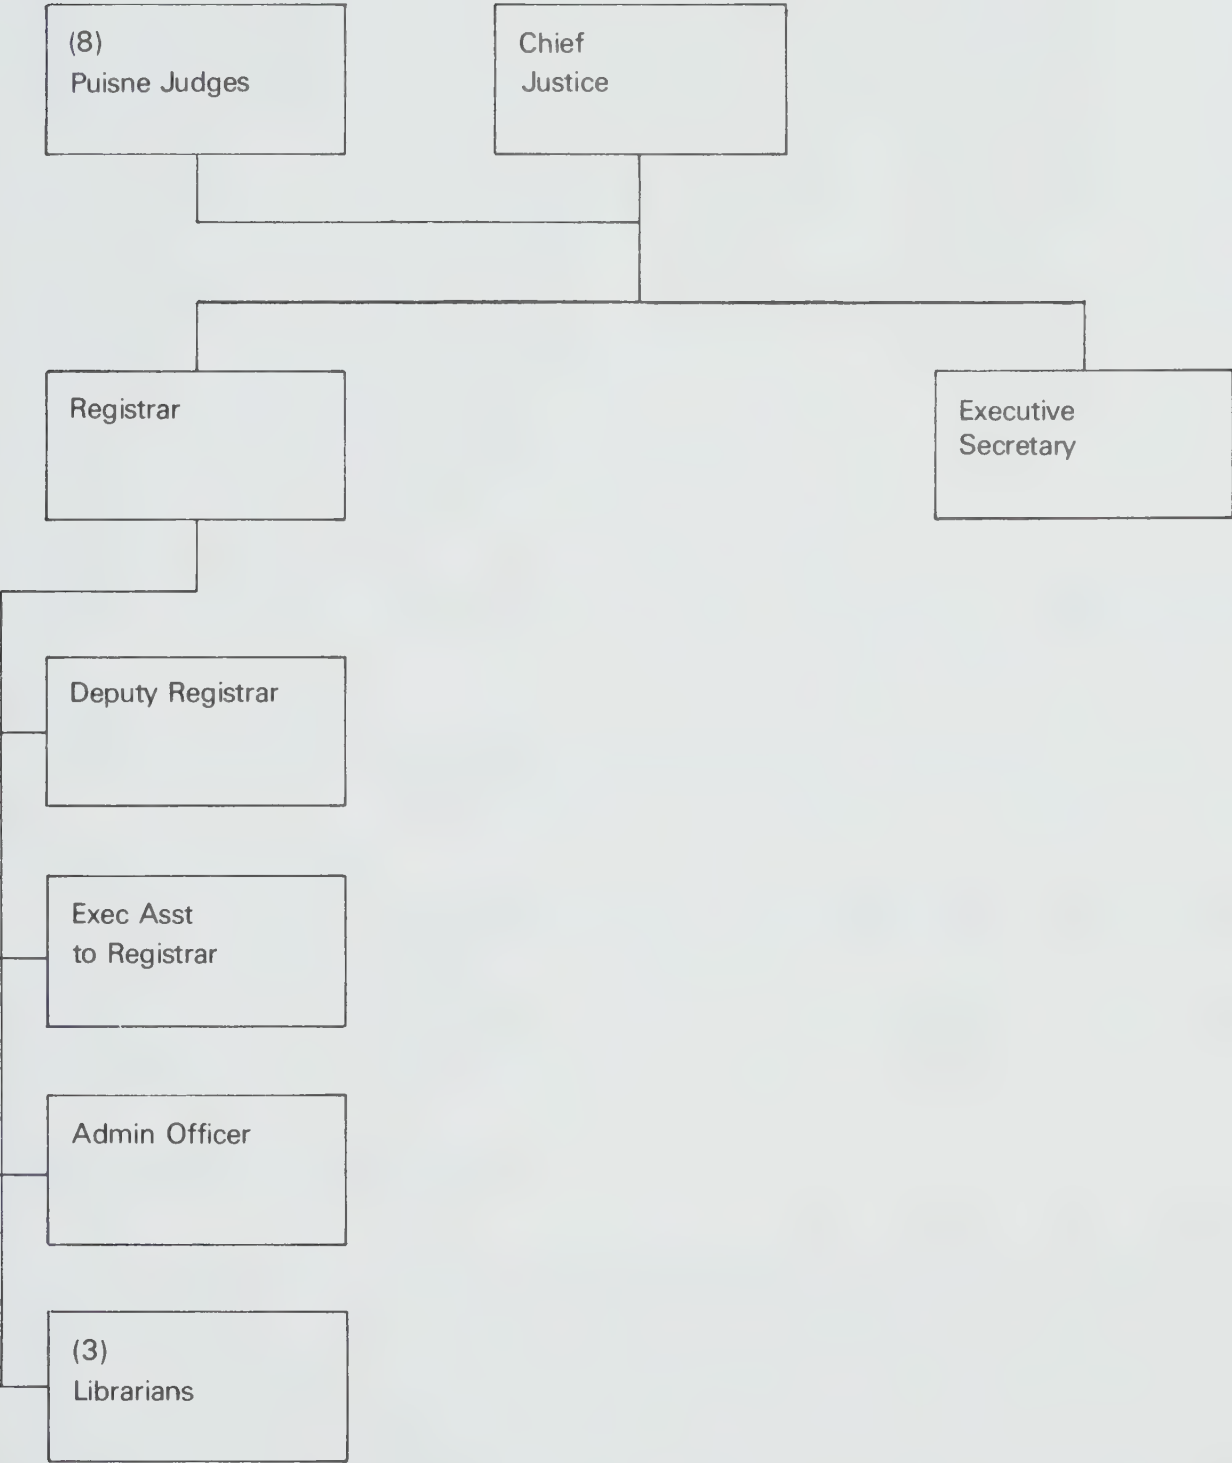 (8)
Puisne Judges
Chief
Justice
Registrar
Executive
Secretary
Deputy Registrar
Exec Asst
to Registrar
Admin Officer
(3)
Librarians